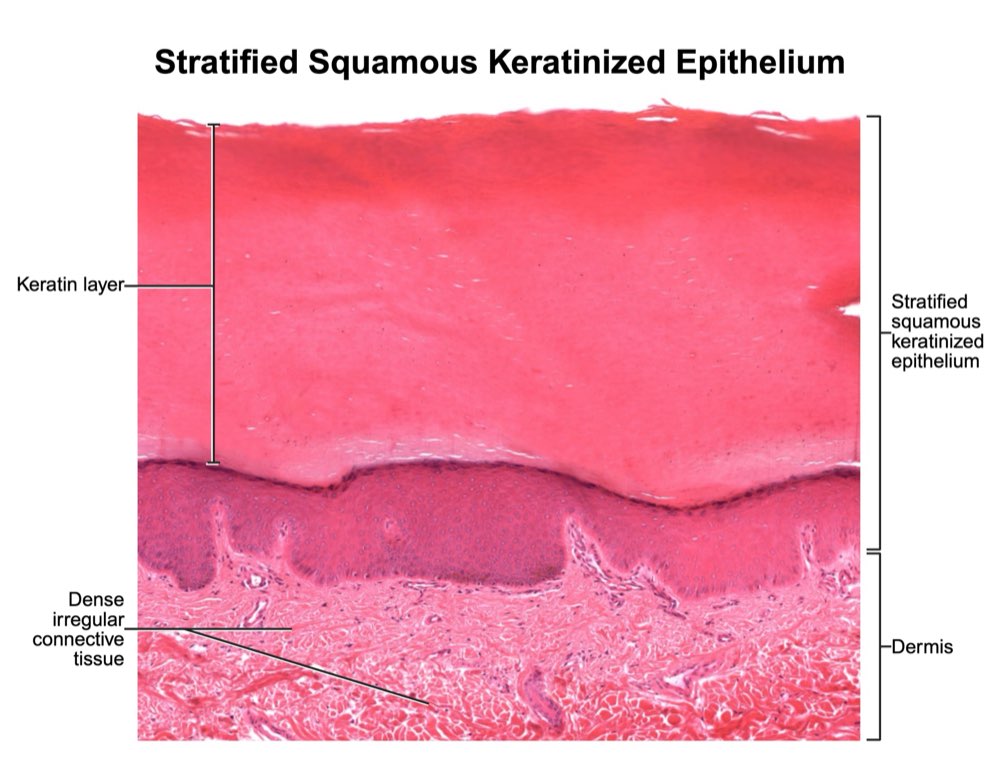 Stratified Squamous Keratinized Epithelium
Keratin layer
Stratified
squamous
keratinized
epithelium
Dense
irregular
connective
tissue
Dermis